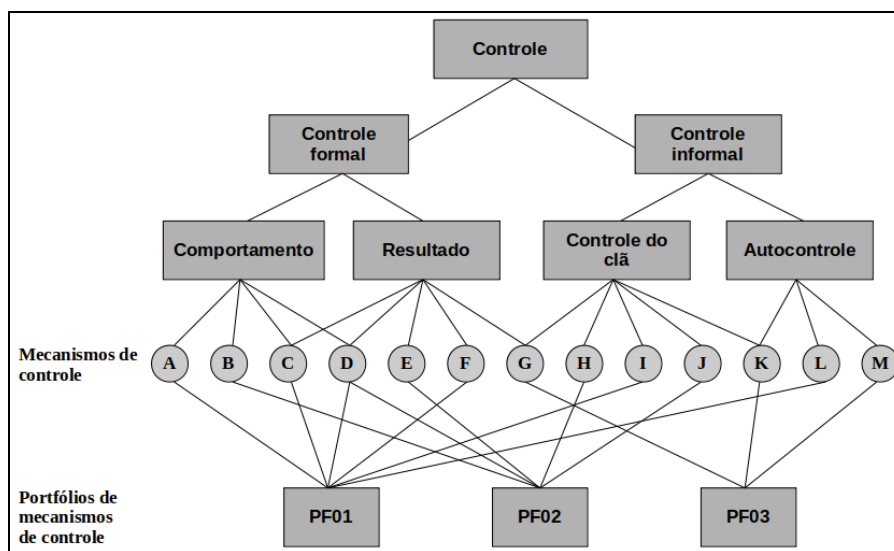 Controle
Controle
formal
Controle
informal
Comportamento
Resultado
Controle do
clã
Autocontrole
Mecanismos de
controle
A B C D E F G H I J K L M
Portfólios de
mecanismos
de controle
PF01
PF02
PF03